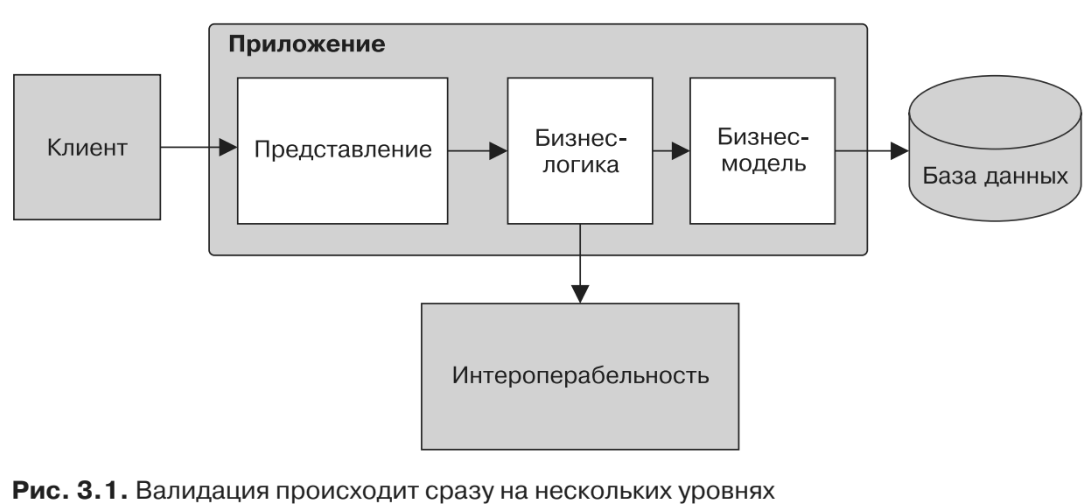 Приложение
Клиент
Представление
Бизнес-
логика
Бизнес-
модель
База данных
Интероперабельность
Рис. 3.1. Валидация происходит сразу на нескольких уровнях